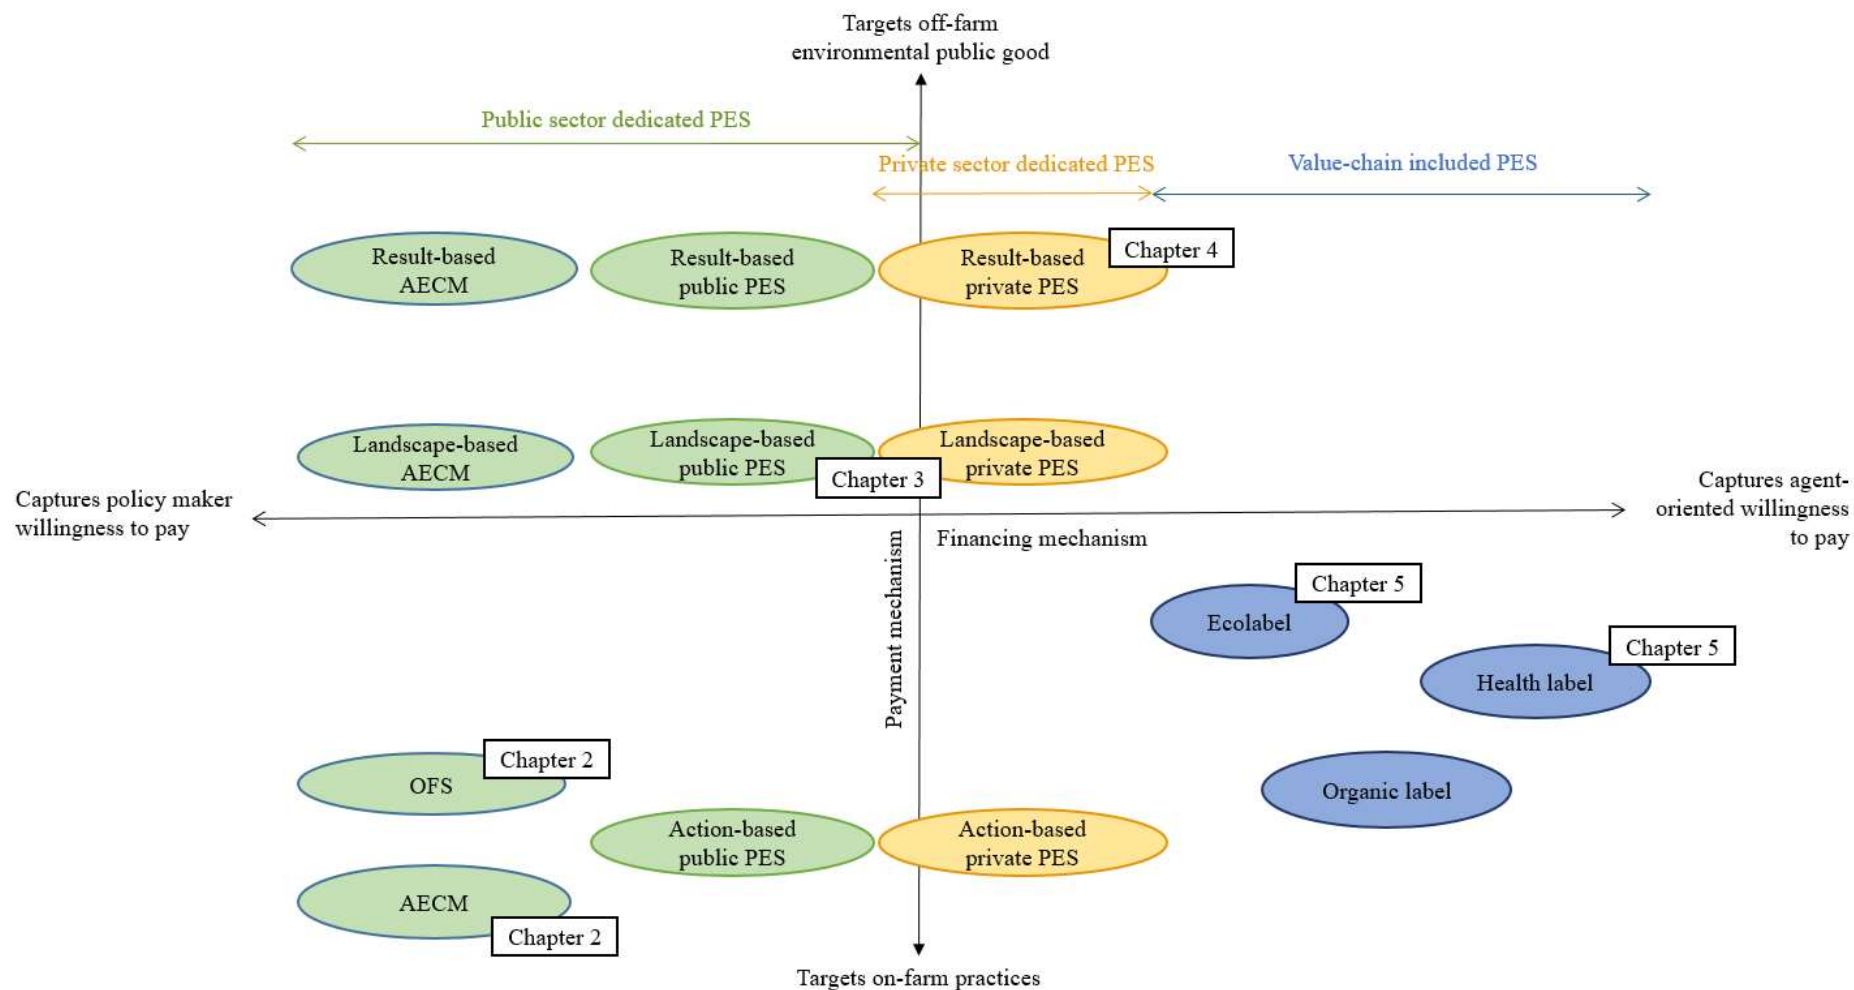 Targets off-farm
environmental public good
Public sector dedicated PES
Private sector dedicated PES
Value-chain included PES
Result-based
AECM
Result-based
public PES
Result-based
private PES
Chapter 4
Landscape-based
AECM
Landscape-based
public PES
Landscape-based
private PES
Chapter 3
Captures policy maker
willingness to pay
Captures agent-
oriented willingness
to pay
Financing mechanism
Payment mechanism
Chapter 5
Ecolabel
Chapter 5
Health label
Chapter 2
OFS
Organic label
Action-based
public PES
Action-based
private PES
AECM
Chapter 2
Targets on-farm practices